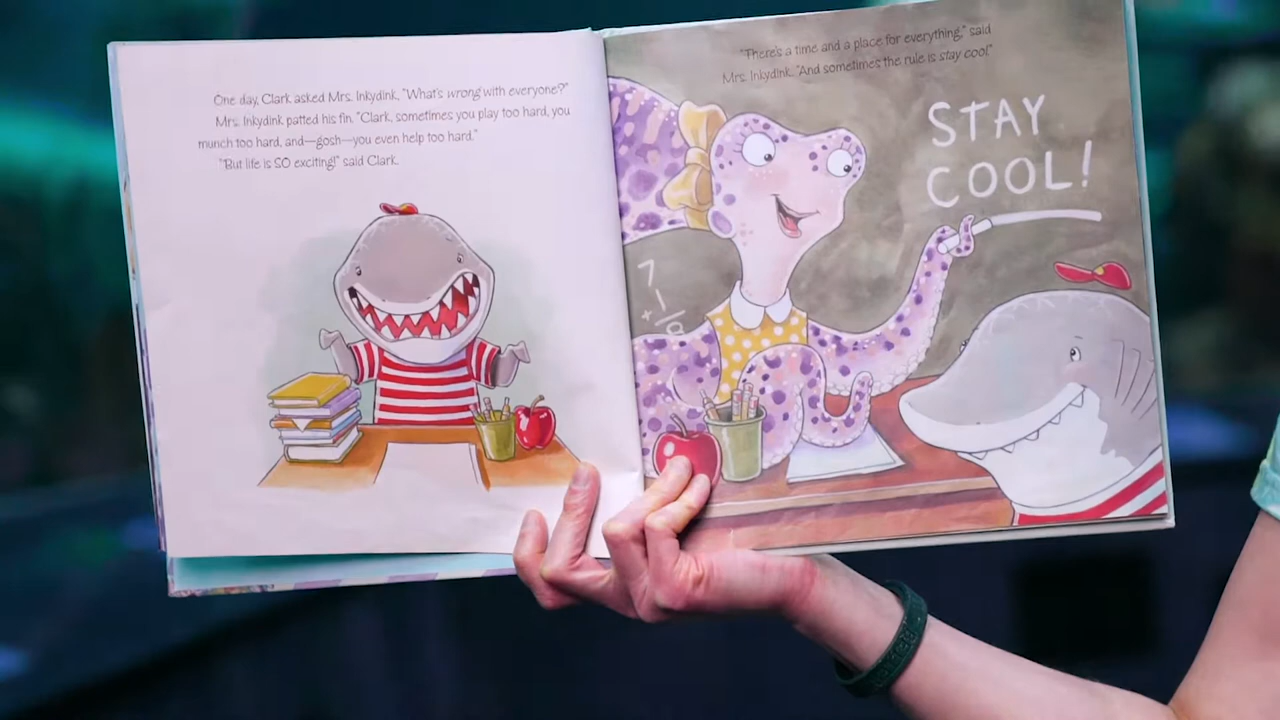 One day, Clark asked Mrs. Inkydink, "What's wrong with everyone?"
Mrs. Inkydink patted his fin. "Clark, sometimes you play too hard, you
munch too hard, and—gosh—you even help too hard."
"But life is SO exciting!" said Clark.
"There's a time and a place for everything," said
Mrs. Inkydink. "And sometimes the rule is stay cool."
STAY
COOL!
7
1
+